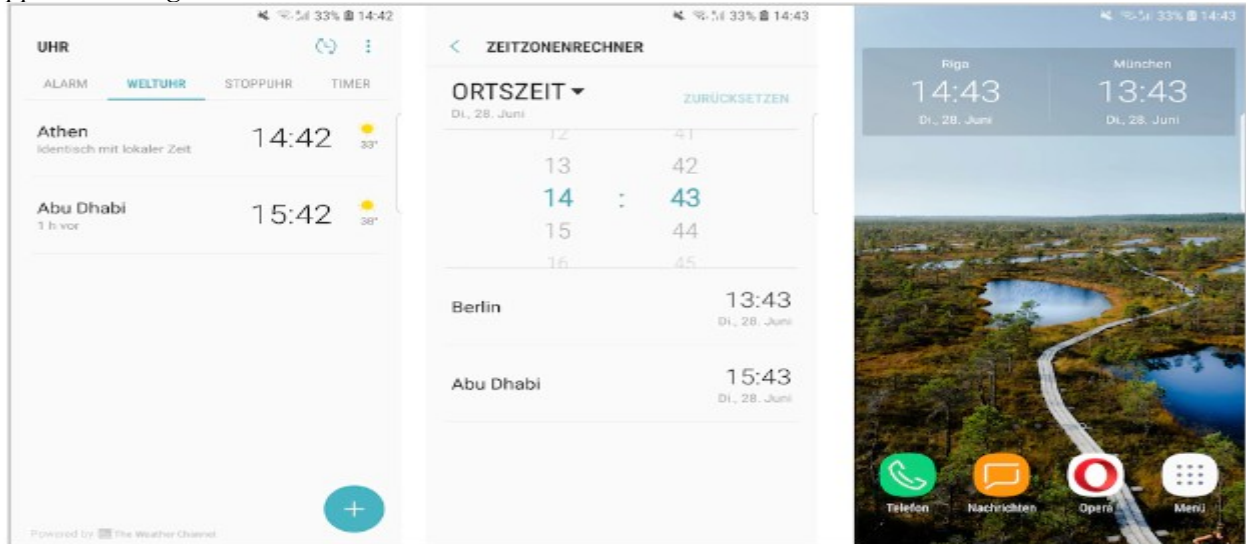 33% 14:42
UHR
ALARM WELTUHR STOPPUHR TIMER
Athen 14:42
Identisch mit lokaler Zeit 33°
Abu Dhabi 15:42
1 h vor 38°
+
Powered by The Weather Channel
33% 14:43
< ZEITZONENRECHNER
ORTSZEIT ZURÜCKSETZEN
Di., 28. Juni
12 41
13 42
14 : 43
15 44
16 45
Berlin 13:43
Di., 28. Juni
Abu Dhabi 15:43
Di., 28. Juni
33% 14:43
Riga München
14:43 13:43
Di., 28. Juni Di., 28. Juni
Telefon Nachrichten Opera Menü